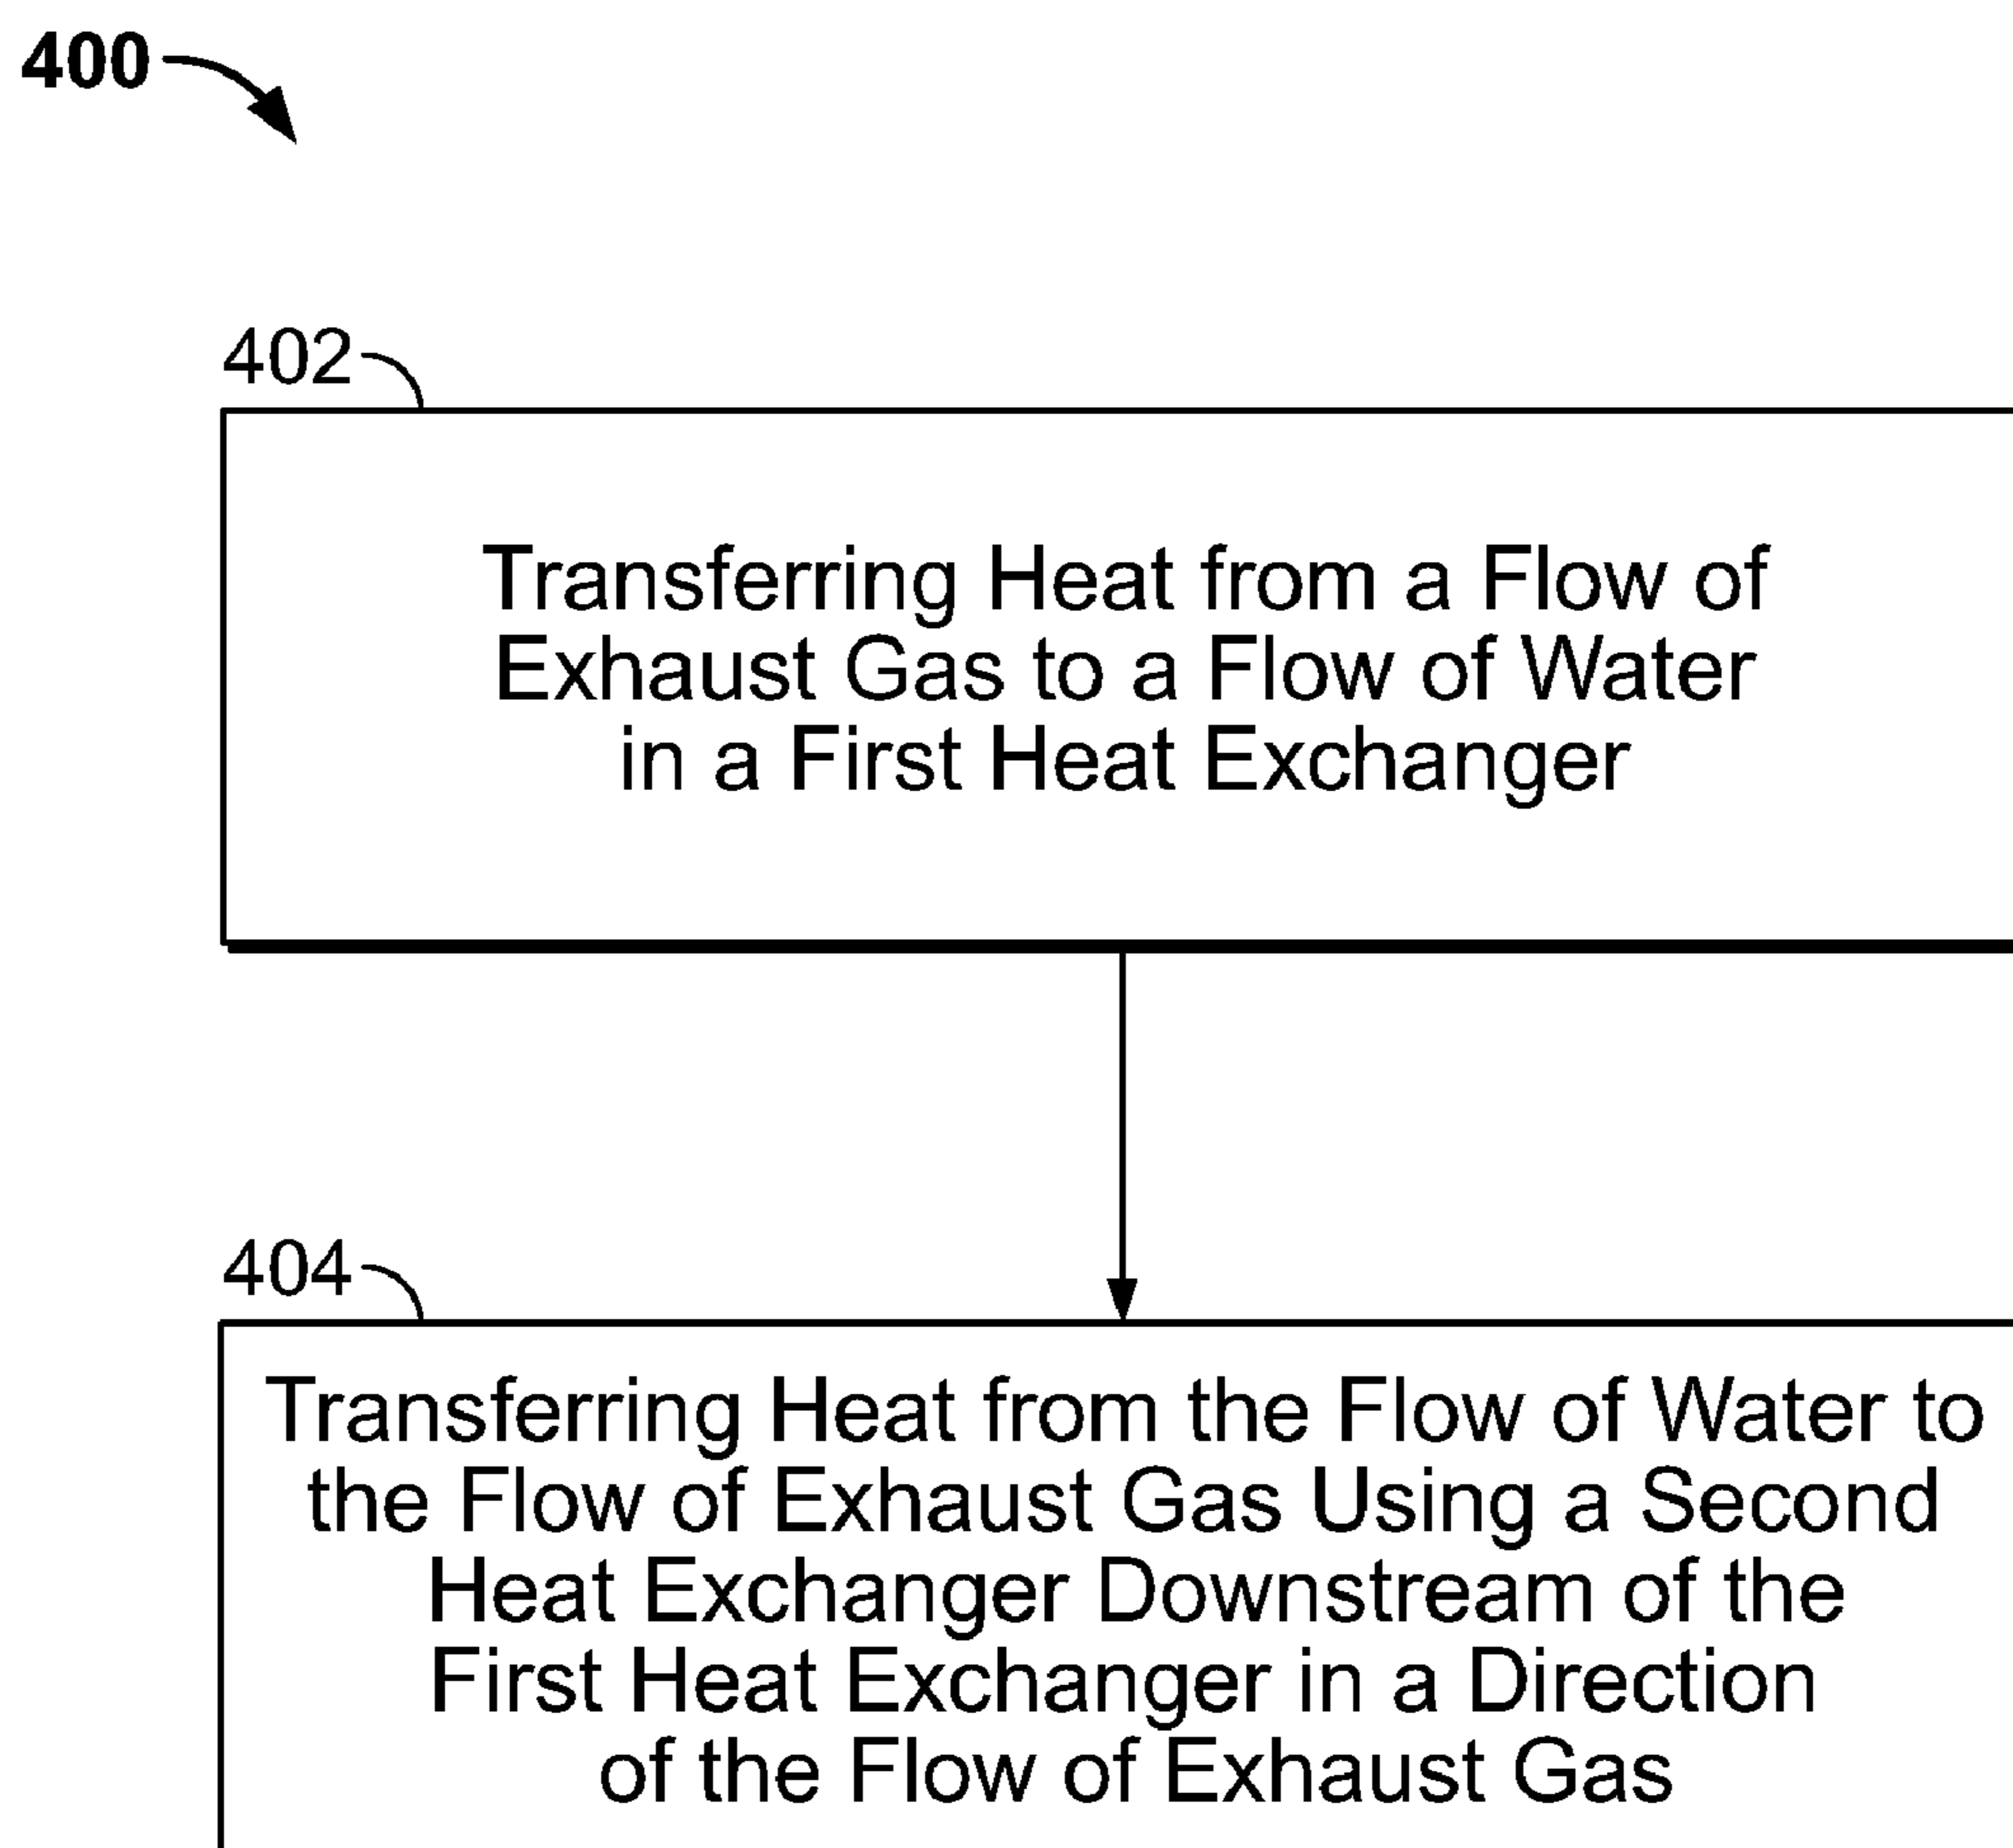 400
402
Transferring Heat from a Flow of
Exhaust Gas to a Flow of Water
in a First Heat Exchanger
404
Transferring Heat from the Flow of Water to
the Flow of Exhaust Gas Using a Second
Heat Exchanger Downstream of the
First Heat Exchanger in a Direction
of the Flow of Exhaust Gas